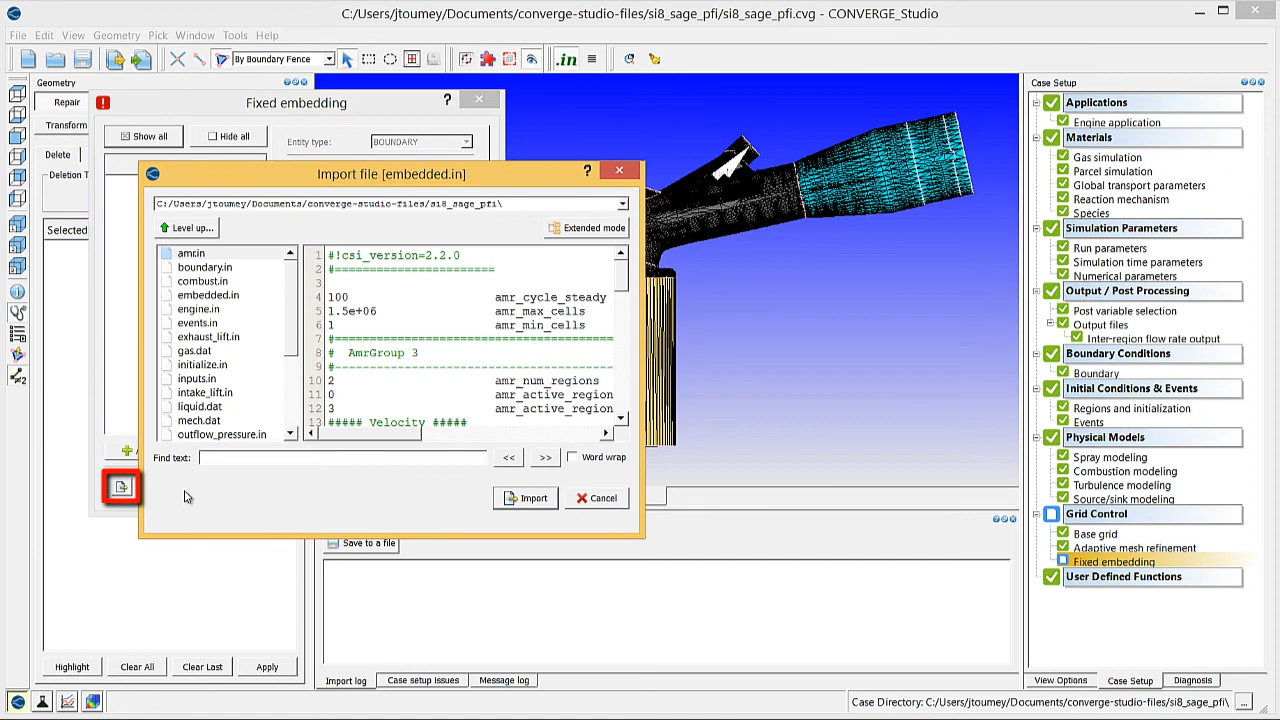 C:/Users/jtoumey/Documents/converge-studio-files/si8_sage_pfi/si8_sage_pfi.cvg - CONVERGE_Studio
File Edit View Geometry Pick Window Tools Help
By Boundary Fence
.in
Geometry
Repair
Transform
Delete
Deletion T
Selected
Highlight
Clear All
Clear Last
Apply
Fixed embedding
?
Show all
Hide all
Entity type:
BOUNDARY
Import file [embedded.in]
?
C:/Users/jtoumey/Documents/converge-studio-files/si8_sage_pfi\
Level up...
Extended mode
amr.in
boundary.in
combust.in
embedded.in
engine.in
events.in
exhaust_lift.in
gas.dat
initialize.in
inputs.in
intake_lift.in
liquid.dat
mech.dat
outflow_pressure.in
1 #!csi_version=2.2.0
2 #=======================
3
4 100 amr_cycle_steady
5 1.5e+06 amr_max_cells
6 1 amr_min_cells
7 #========================================
8 # AmrGroup 3
9 #----------------------------------------
10 2 amr_num_regions
11 0 amr_active_region
12 3 amr_active_region
13 ##### Velocity #####
Find text:
<<
>>
Word wrap
Import
Cancel
Save to a file
Import log
Case setup issues
Message log
Case Setup
Applications
Engine application
Materials
Gas simulation
Parcel simulation
Global transport parameters
Reaction mechanism
Species
Simulation Parameters
Run parameters
Simulation time parameters
Numerical parameters
Output / Post Processing
Post variable selection
Output files
Inter-region flow rate output
Boundary Conditions
Boundary
Initial Conditions & Events
Regions and initialization
Events
Physical Models
Spray modeling
Combustion modeling
Turbulence modeling
Source/sink modeling
Grid Control
Base grid
Adaptive mesh refinement
Fixed embedding
User Defined Functions
View Options
Case Setup
Diagnosis
Case Directory: C:/Users/jtoumey/Documents/converge-studio-files/si8_sage_pfi\
...